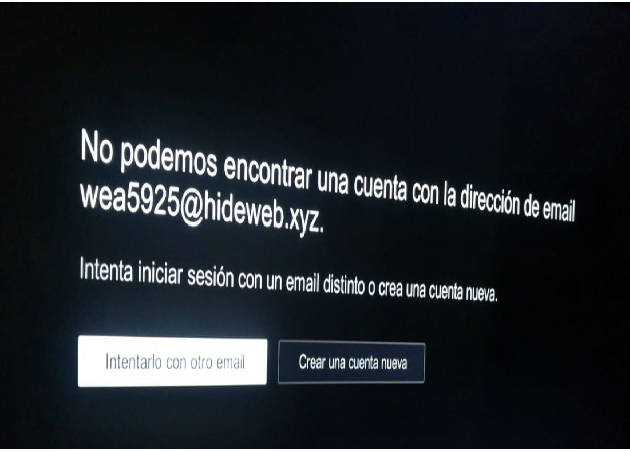 No podemos encontrar una cuenta con la dirección de email
wea5925@hideweb.xyz.
Intenta iniciar sesión con un email distinto o crea una cuenta nueva.
Intentarlo con otro email
Crear una cuenta nueva